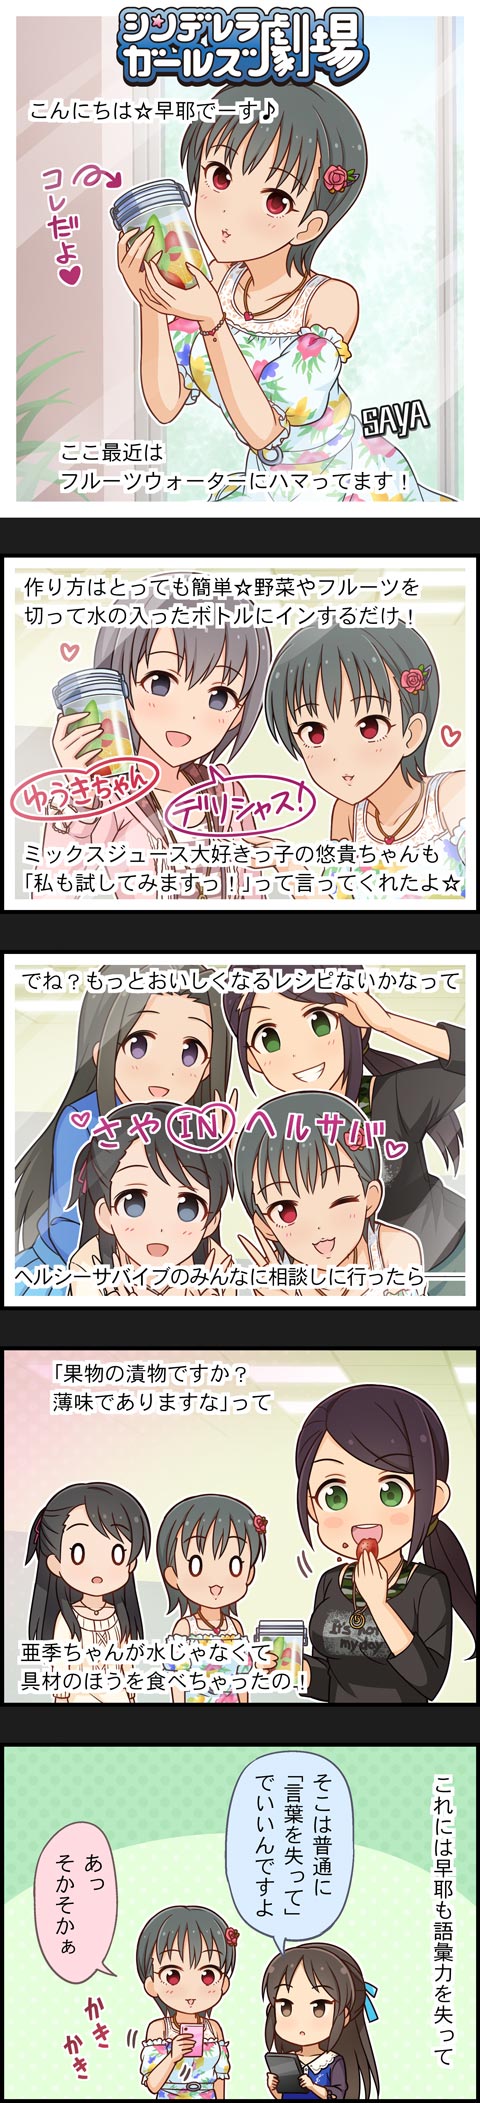 シンデレラ
ガールズ劇場
こんにちは☆早耶でーす♪
コレだよ♥
SAYA
ここ最近は
フルーツウォーターにハマってます！
作り方はとっても簡単☆野菜やフルーツを
切って水の入ったボトルにインするだけ！
ゆうきちゃん
デリシャス！
ミックスジュース大好きっ子の悠貴ちゃんも
「私も試してみますっ！」って言ってくれたよ☆
でね？もっとおいしくなるレシピないかなって
さや IN ヘルサバ
ヘルシーサバイブのみんなに相談しに行ったら――
「果物の漬物ですか？
薄味でありますな」って
It's not
my day
亜季ちゃんが水じゃなくて
具材のほうを食べちゃったの！
これには早耶も語彙力を失って
そこは普通に
「言葉を失って」
でいいんですよ
あっ
そかそかぁ
かき
かき